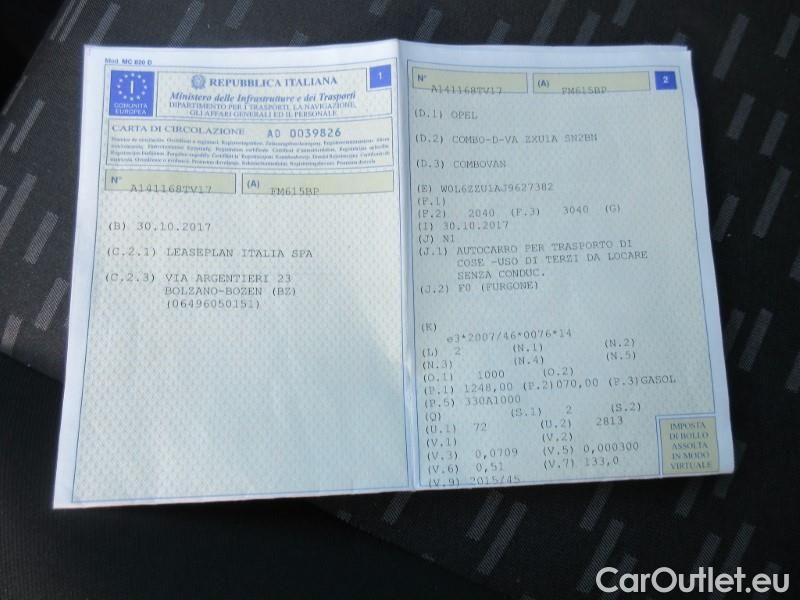 Mod. MC 820 D
I
COMUNITÀ
EUROPEA
REPUBBLICA ITALIANA
Ministero delle Infrastrutture e dei Trasporti
DIPARTIMENTO PER I TRASPORTI, LA NAVIGAZIONE,
GLI AFFARI GENERALI ED IL PERSONALE
1
CARTA DI CIRCOLAZIONE AD 0039826
N° A141168TV17 (A) FM615BP
(B) 30.10.2017
(C.2.1) LEASEPLAN ITALIA SPA
(C.2.3) VIA ARGENTIERI 23
BOLZANO-BOZEN (BZ)
(06496050151)
N° A141168TV17 (A) FM615BP
2
(D.1) OPEL
(D.2) COMBO-D-VA ZXU1A SN2BN
(D.3) COMBOVAN
(E) W0L6ZZU1AJ9627382
(F.1)
(F.2) 2040 (F.3) 3040 (G)
(I) 30.10.2017
(J) N1
(J.1) AUTOCARRO PER TRASPORTO DI
COSE -USO DI TERZI DA LOCARE
SENZA CONDUC.
(J.2) F0 (FURGONE)
(K)
e3*2007/46*0076*14
(L) 2 (N.1) (N.2)
(N.3) (N.4) (N.5)
(O.1) 1000 (O.2)
(P.1) 1248,00 (P.2)070,00 (P.3)GASOL
(P.5) 330A1000
(Q) (S.1) 2 (S.2)
(U.1) 72 (U.2) 2813
(V.1) (V.2)
(V.3) 0,0709 (V.5) 0,000300
(V.6) 0,51 (V.7) 133,0
(V.9) 2015/45
IMPOSTA
DI BOLLO
ASSOLTA
IN MODO
VIRTUALE
CarOutlet.eu